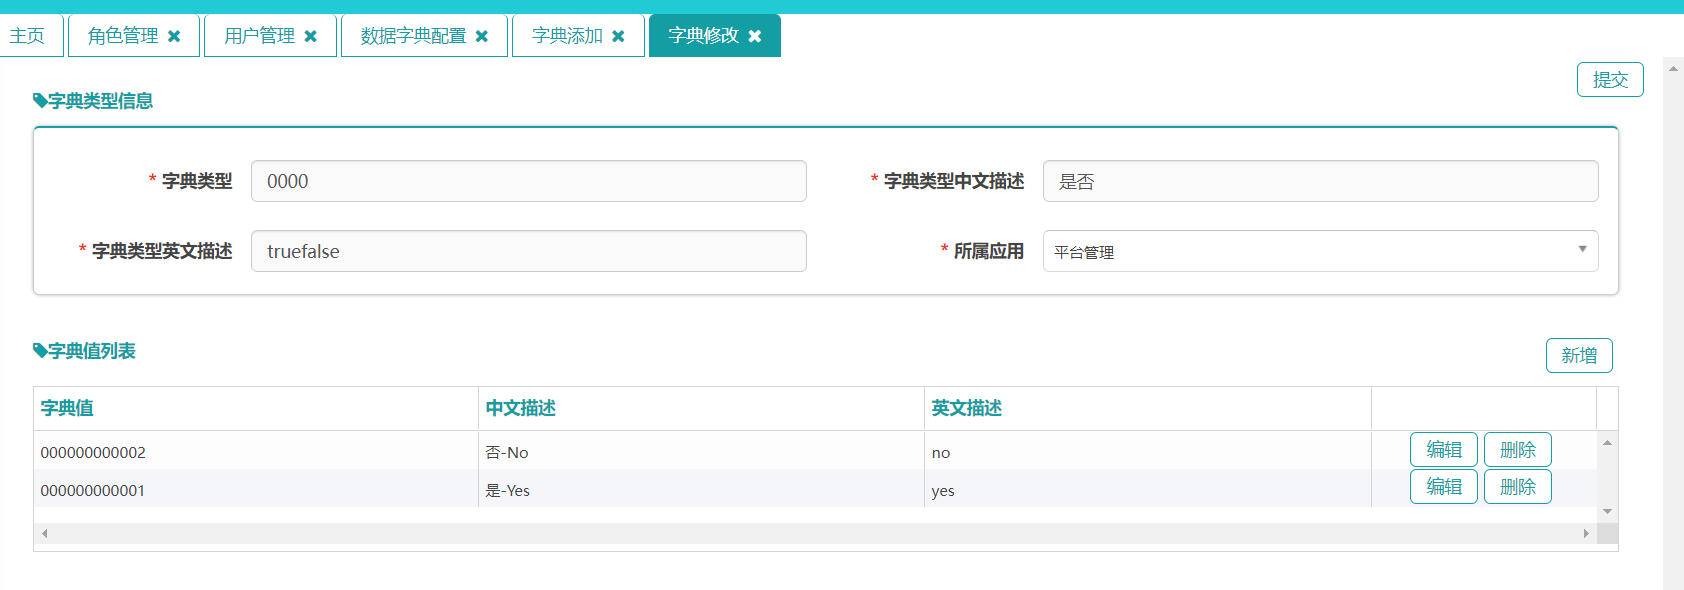 主页 角色管理 用户管理 数据字典配置 字典添加 字典修改
提交
字典类型信息
* 字典类型 0000 * 字典类型中文描述 是否
* 字典类型英文描述 truefalse * 所属应用 平台管理
字典值列表 新增
字典值 中文描述 英文描述
000000000002 否-No no 编辑 删除
000000000001 是-Yes yes 编辑 删除